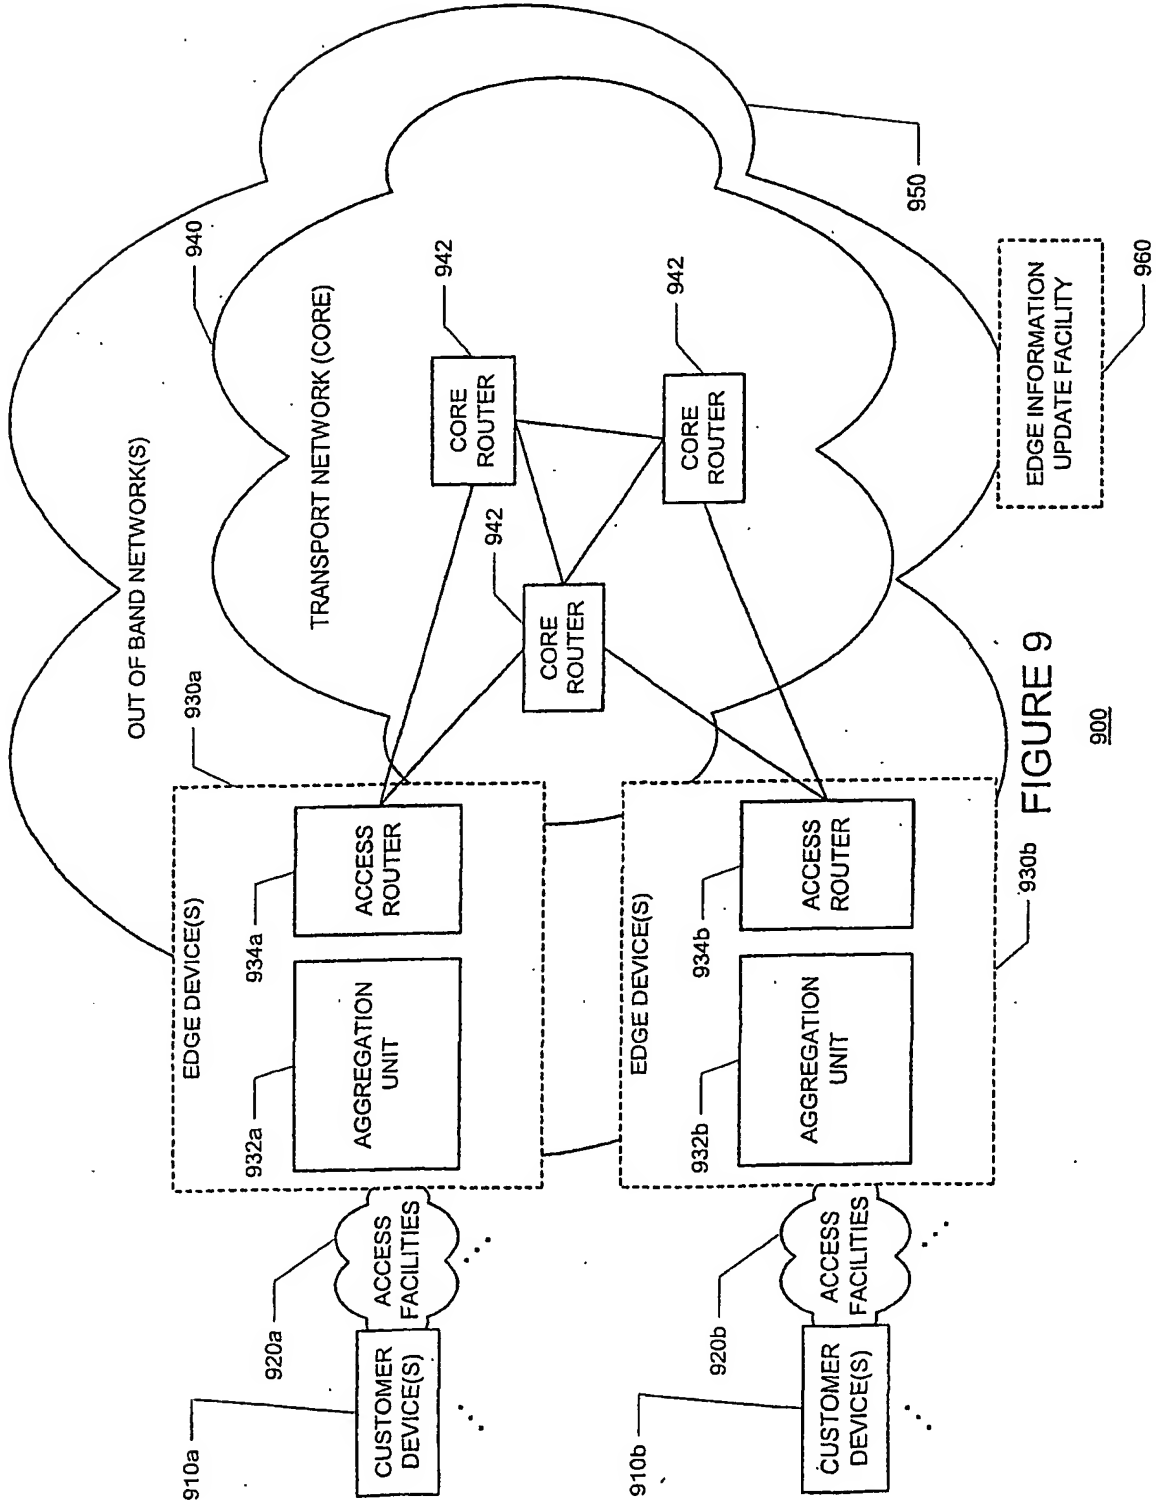 OUT OF BAND NETWORK(S)
940
TRANSPORT NETWORK (CORE)
930a
EDGE DEVICE(S)
934a
932a
ACCESS
ROUTER
AGGREGATION
UNIT
920a
ACCESS
FACILITIES
910a
CUSTOMER
DEVICE(S)
942
CORE
ROUTER
942
CORE
ROUTER
942
CORE
ROUTER
EDGE DEVICE(S)
934b
932b
ACCESS
ROUTER
AGGREGATION
UNIT
920b
ACCESS
FACILITIES
910b
CUSTOMER
DEVICE(S)
930b
950
EDGE INFORMATION
UPDATE FACILITY
960
FIGURE 9
900